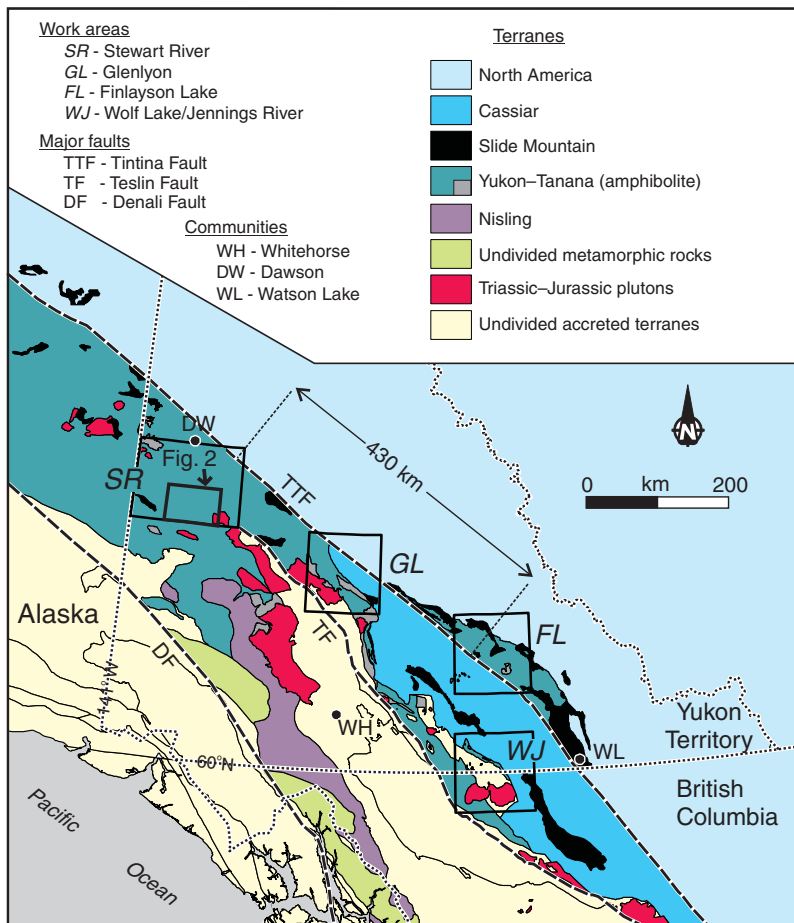 Work areas
SR - Stewart River
GL - Glenlyon
FL - Finlayson Lake
WJ - Wolf Lake/Jennings River
Major faults
TTF - Tintina Fault
TF - Teslin Fault
DF - Denali Fault
Communities
WH - Whitehorse
DW - Dawson
WL - Watson Lake
Terranes
North America
Cassiar
Slide Mountain
Yukon–Tanana (amphibolite)
Nisling
Undivided metamorphic rocks
Triassic–Jurassic plutons
Undivided accreted terranes
DW
Fig. 2
SR
TTF
430 km
N
0 km 200
GL
Alaska
TF
FL
DF
141° W
WH
Yukon
Territory
WJ
WL
60°N
British
Columbia
Pacific
Ocean